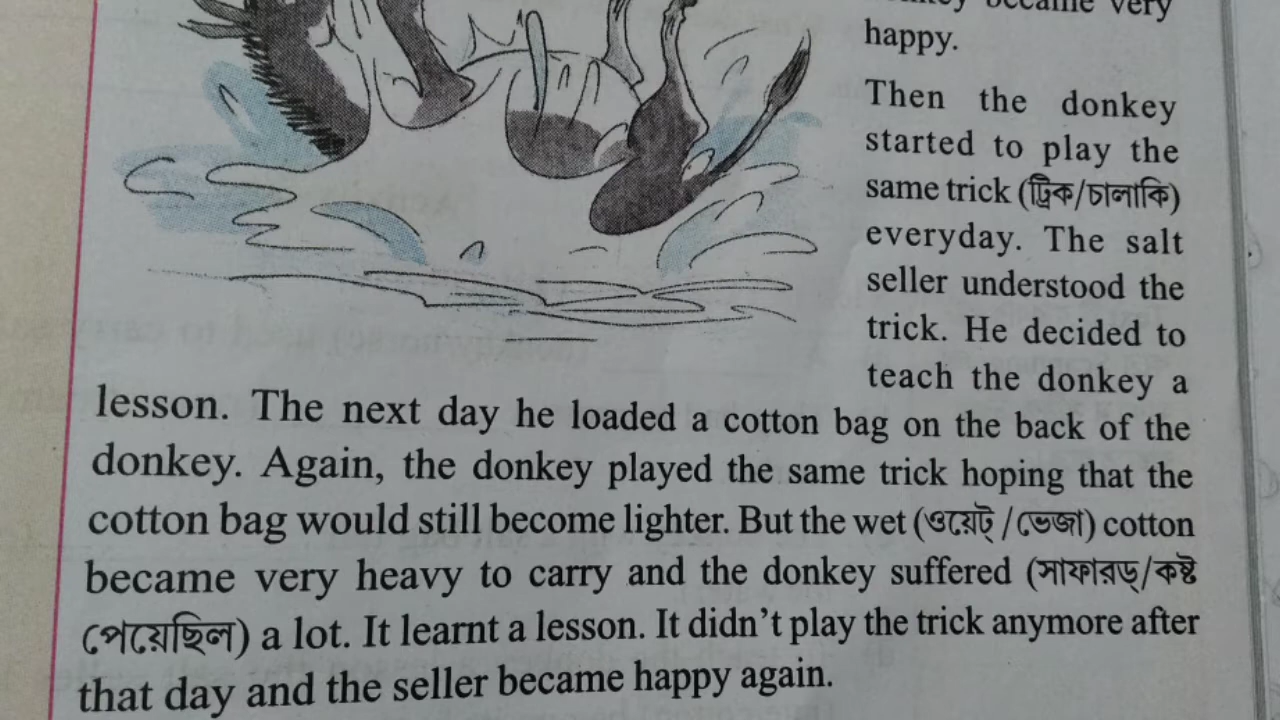 became very
happy.
Then the donkey
started to play the
same trick (ট্রিক/চালাকি)
everyday. The salt
seller understood the
trick. He decided to
teach the donkey a
lesson. The next day he loaded a cotton bag on the back of the
donkey. Again, the donkey played the same trick hoping that the
cotton bag would still become lighter. But the wet (ওয়েট্ /ভেজা) cotton
became very heavy to carry and the donkey suffered (সাফারড্/কষ্ট
পেয়েছিল) a lot. It learnt a lesson. It didn't play the trick anymore after
that day and the seller became happy again.